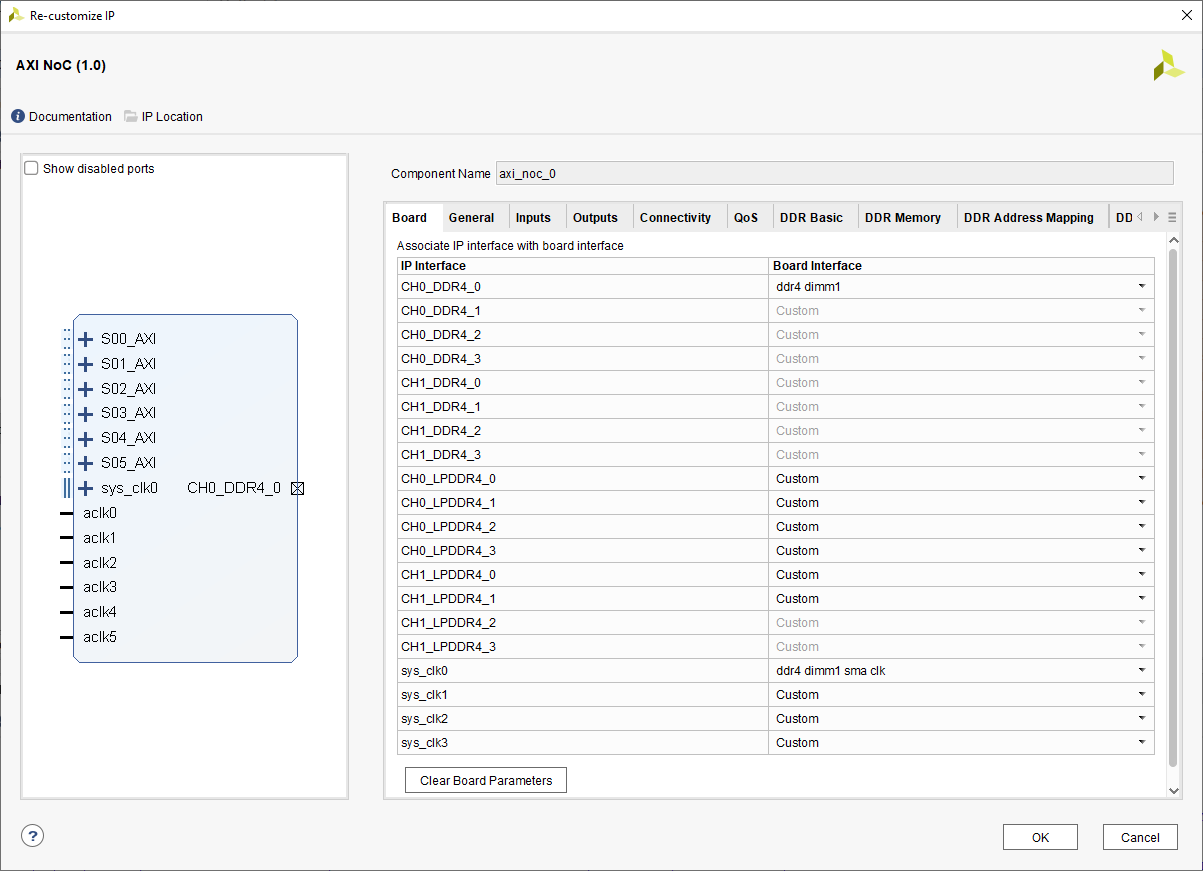 Re-customize IP
AXI NoC (1.0)
Documentation IP Location
Show disabled ports
S00_AXI
S01_AXI
S02_AXI
S03_AXI
S04_AXI
S05_AXI
sys_clk0 CH0_DDR4_0
aclk0
aclk1
aclk2
aclk3
aclk4
aclk5
Component Name axi_noc_0
Board General Inputs Outputs Connectivity QoS DDR Basic DDR Memory DDR Address Mapping DD
Associate IP interface with board interface
IP Interface Board Interface
CH0_DDR4_0 ddr4 dimm1
CH0_DDR4_1 Custom
CH0_DDR4_2 Custom
CH0_DDR4_3 Custom
CH1_DDR4_0 Custom
CH1_DDR4_1 Custom
CH1_DDR4_2 Custom
CH1_DDR4_3 Custom
CH0_LPDDR4_0 Custom
CH0_LPDDR4_1 Custom
CH0_LPDDR4_2 Custom
CH0_LPDDR4_3 Custom
CH1_LPDDR4_0 Custom
CH1_LPDDR4_1 Custom
CH1_LPDDR4_2 Custom
CH1_LPDDR4_3 Custom
sys_clk0 ddr4 dimm1 sma clk
sys_clk1 Custom
sys_clk2 Custom
sys_clk3 Custom
Clear Board Parameters
? OK Cancel